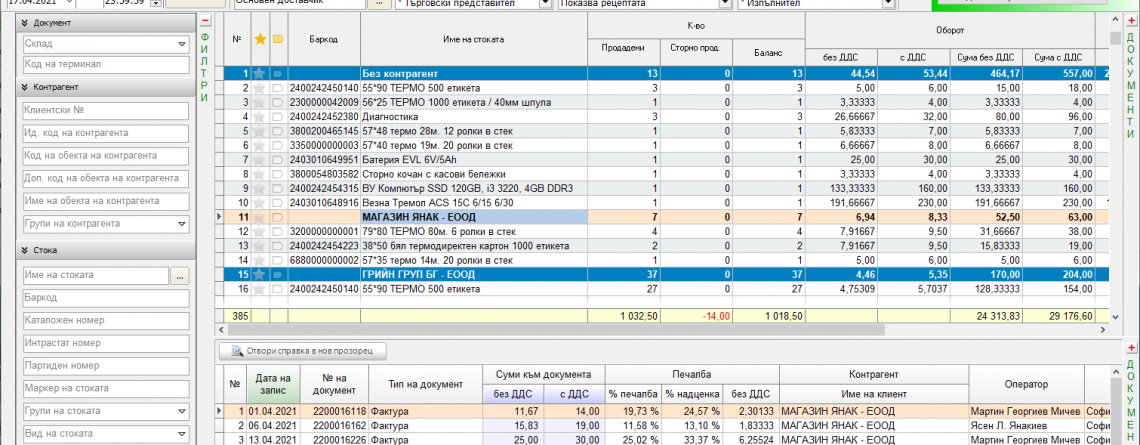 17.04.2021 23:59:59 Основен доставчик ... * Търговски представител Показва рецептата * Изпълнител
Документ
Склад
Код на терминал
Контрагент
Клиентски №
Ид. код на контрагента
Код на обекта на контрагента
Доп. код на обекта на контрагента
Име на обекта на контрагента
Групи на контрагента
Стока
Име на стоката ...
Баркод
Каталожен номер
Интрастат номер
Партиден номер
Маркер на стоката
Групи на стоката
Вид на стоката
ФИЛТРИ
№ Баркод Име на стоката К-во Оборот
Продадени Сторно прод. Баланс без ДДС с ДДС Сума без ДДС Сума с ДДС
1 Без контрагент 13 0 13 44,54 53,44 464,17 557,00 2
2 2400242450140 55*90 ТЕРМО 500 етикета 3 0 3 5,00 6,00 15,00 18,00
3 2300000042009 56*25 ТЕРМО 1000 етикета / 40мм шпула 1 0 1 3,33333 4,00 3,33333 4,00
4 2400242452380 Диагностика 3 0 3 26,66667 32,00 80,00 96,00
5 3800200465145 57*48 термо 28м. 12 ролки в стек 1 0 1 5,83333 7,00 5,83333 7,00
6 3350000000003 57*40 термо 19м. 20 ролки в стек 1 0 1 6,66667 8,00 6,66667 8,00
7 2403010649951 Батерия EVL 6V/5Ah 1 0 1 25,00 30,00 25,00 30,00
8 3800054803582 Сторно кочан с касови бележки 1 0 1 3,33333 4,00 3,33333 4,00
9 2400242454315 ВУ Компютър SSD 120GB, i3 3220, 4GB DDR3 1 0 1 133,33333 160,00 133,33333 160,00
10 2403010648916 Везна Тремол ACS 15C 6/15 6/30 1 0 1 191,66667 230,00 191,66667 230,00
11 МАГАЗИН ЯНАК - ЕООД 7 0 7 6,94 8,33 52,50 63,00
12 3200000000001 79*80 ТЕРМО 80м. 6 ролки в стек 4 0 4 7,91667 9,50 31,66667 38,00
13 2400242454223 38*50 бял термодиректен картон 1000 етикета 2 0 2 7,91667 9,50 15,83333 19,00
14 6880000000002 57*35 термо 14м. 20 ролки в стек 1 0 1 5,00 6,00 5,00 6,00
15 ГРИЙН ГРУП БГ - ЕООД 37 0 37 4,46 5,35 170,00 204,00
16 2400242450140 55*90 ТЕРМО 500 етикета 27 0 27 4,75309 5,7037 128,33333 154,00
385 1 032,50 -14,00 1 018,50 24 313,83 29 176,60
ДОКУМЕНТИ
Отвори справка в нов прозорец
№ Дата на запис № на документ Тип на документ Суми към документа Печалба Контрагент Оператор
без ДДС с ДДС % печалба % надценка без ДДС Име на клиент
1 01.04.2021 2200016118 Фактура 11,67 14,00 19,73 % 24,57 % 2,30133 МАГАЗИН ЯНАК - ЕООД Мартин Георгиев Мичев Софи
2 06.04.2021 2200016162 Фактура 15,83 19,00 11,58 % 13,10 % 1,83333 МАГАЗИН ЯНАК - ЕООД Ясен Л. Янакиев Софи
3 13.04.2021 2200016226 Фактура 25,00 30,00 25,02 % 33,37 % 6,25524 МАГАЗИН ЯНАК - ЕООД Мартин Георгиев Мичев Софи
ДОКУМЕН